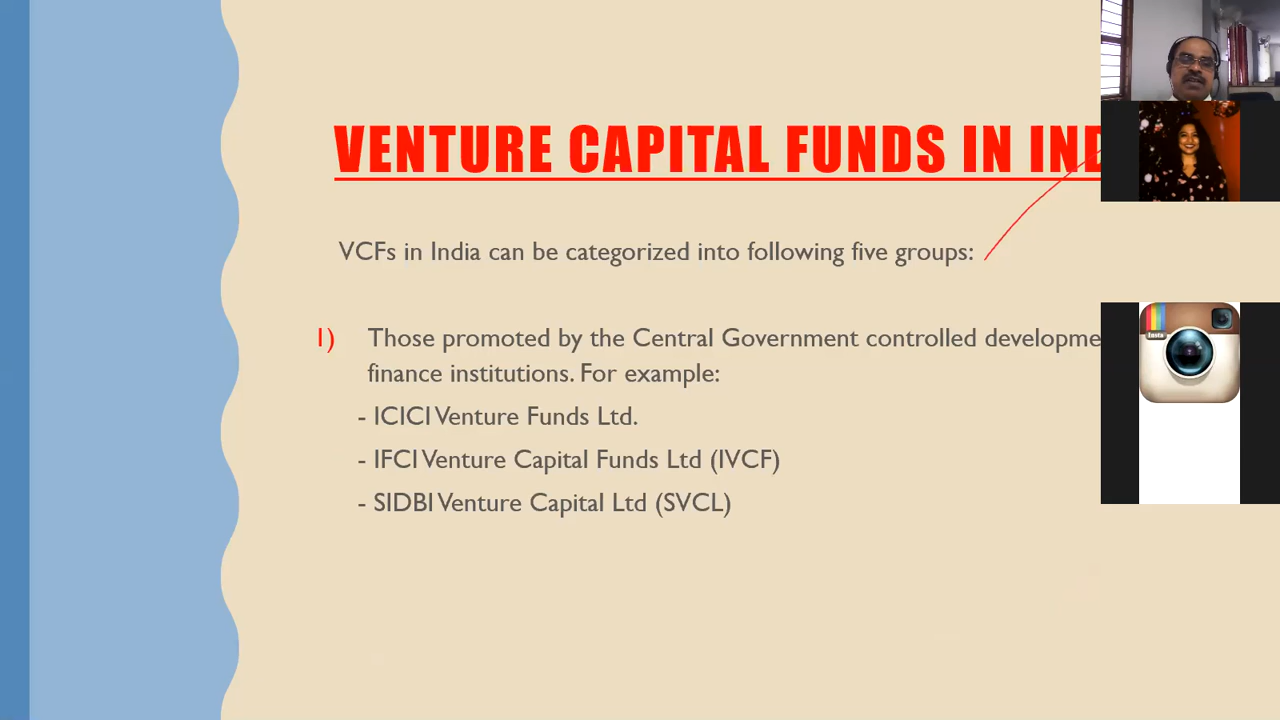 VENTURE CAPITAL FUNDS IN IND
VCFs in India can be categorized into following five groups:
1) Those promoted by the Central Government controlled developme
finance institutions. For example:
- ICICI Venture Funds Ltd.
- IFCI Venture Capital Funds Ltd (IVCF)
- SIDBI Venture Capital Ltd (SVCL)
Insta